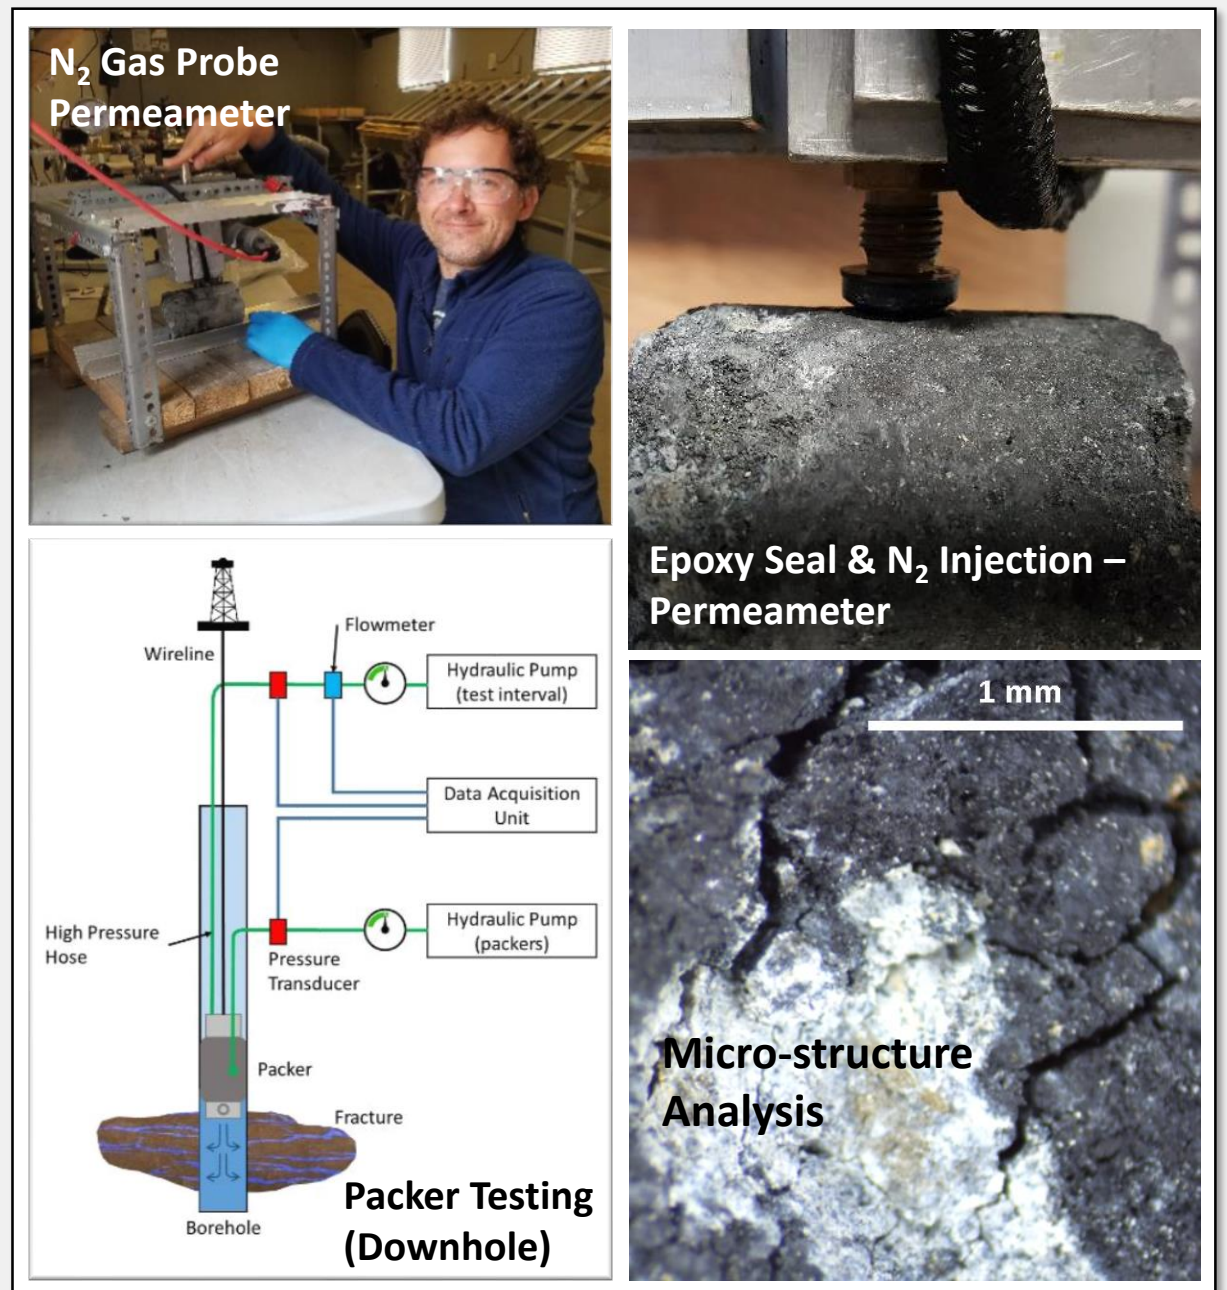 N₂ Gas Probe
Permeameter
Epoxy Seal & N₂ Injection –
Permeameter
Flowmeter
Wireline
Hydraulic Pump
(test interval)
Data Acquisition
Unit
High Pressure
Hose
Hydraulic Pump
(packers)
Pressure
Transducer
Packer
Fracture
Borehole
Packer Testing
(Downhole)
1 mm
Micro-structure
Analysis